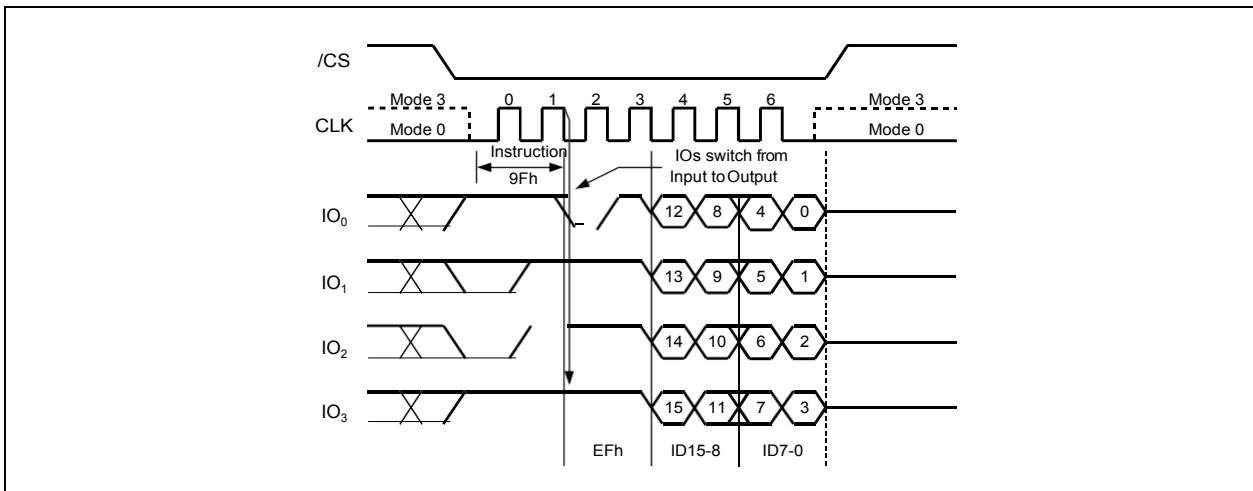 /CS
Mode 3 0 1 2 3 4 5 6 Mode 3
CLK Mode 0 Mode 0
Instruction IOs switch from
9Fh Input to Output
IO0 12 8 4 0
IO1 13 9 5 1
IO2 14 10 6 2
IO3 15 11 7 3
EFh ID15-8 ID7-0